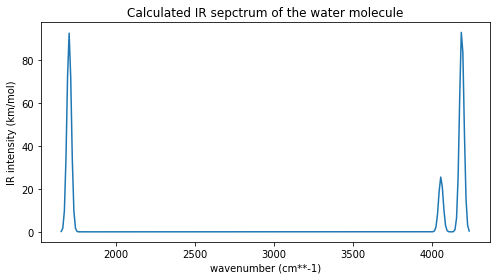 Calculated IR sepctrum of the water molecule
IR intensity (km/mol)
80
60
40
20
0
2000 2500 3000 3500 4000
wavenumber (cm**-1)